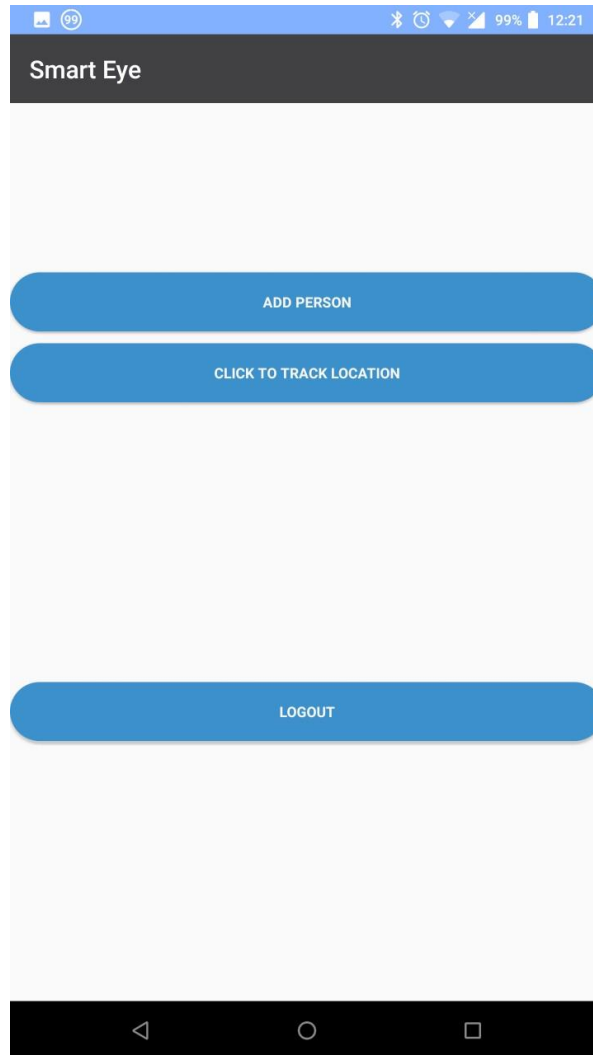 99
99% 12:21
Smart Eye
ADD PERSON
CLICK TO TRACK LOCATION
LOGOUT